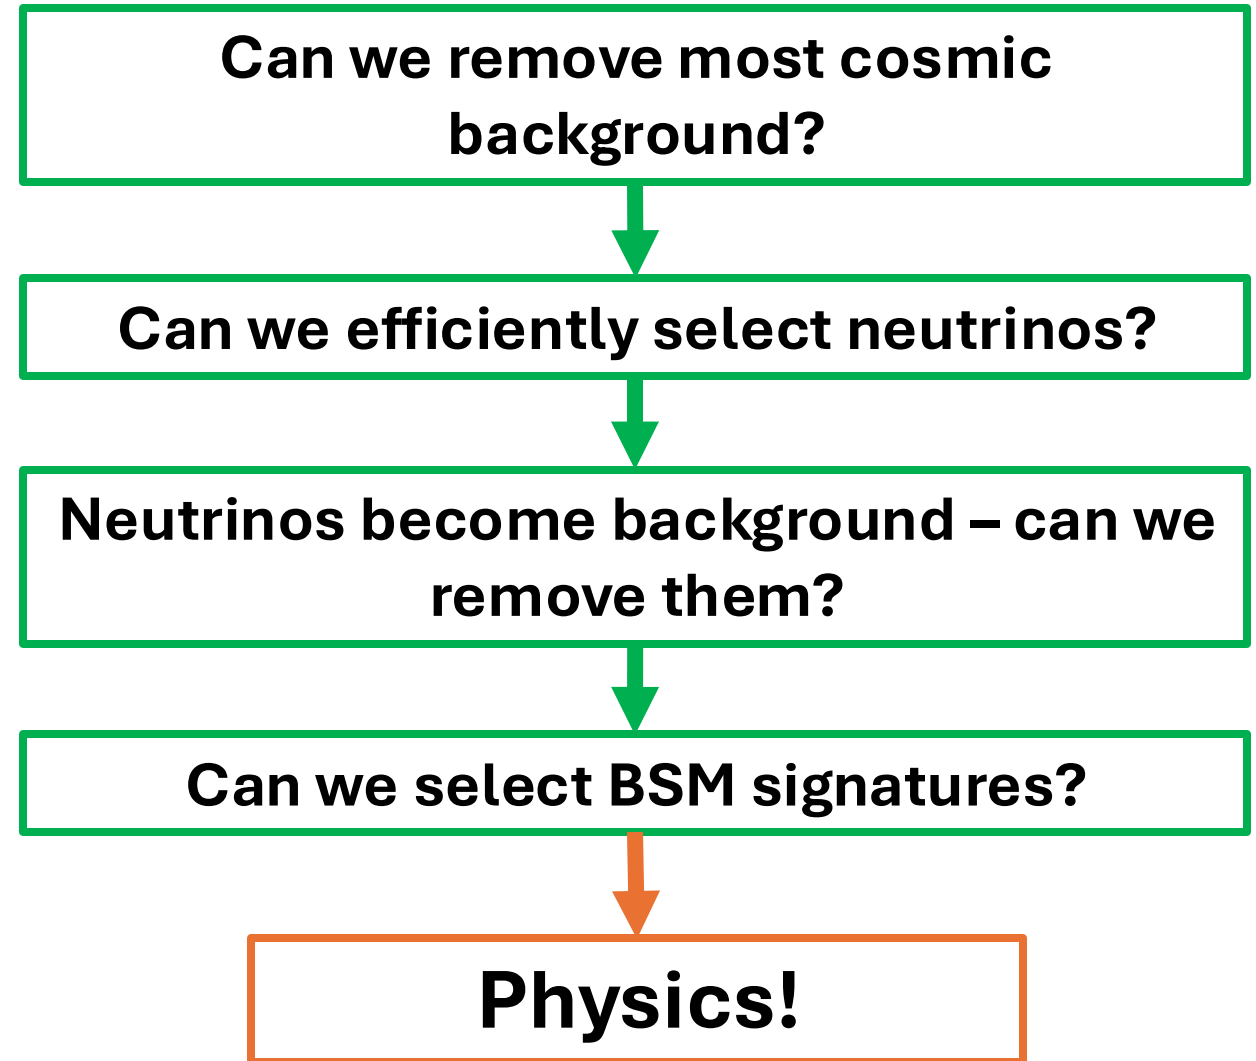 Can we remove most cosmic
background?
Can we efficiently select neutrinos?
Neutrinos become background – can we
remove them?
Can we select BSM signatures?
Physics!